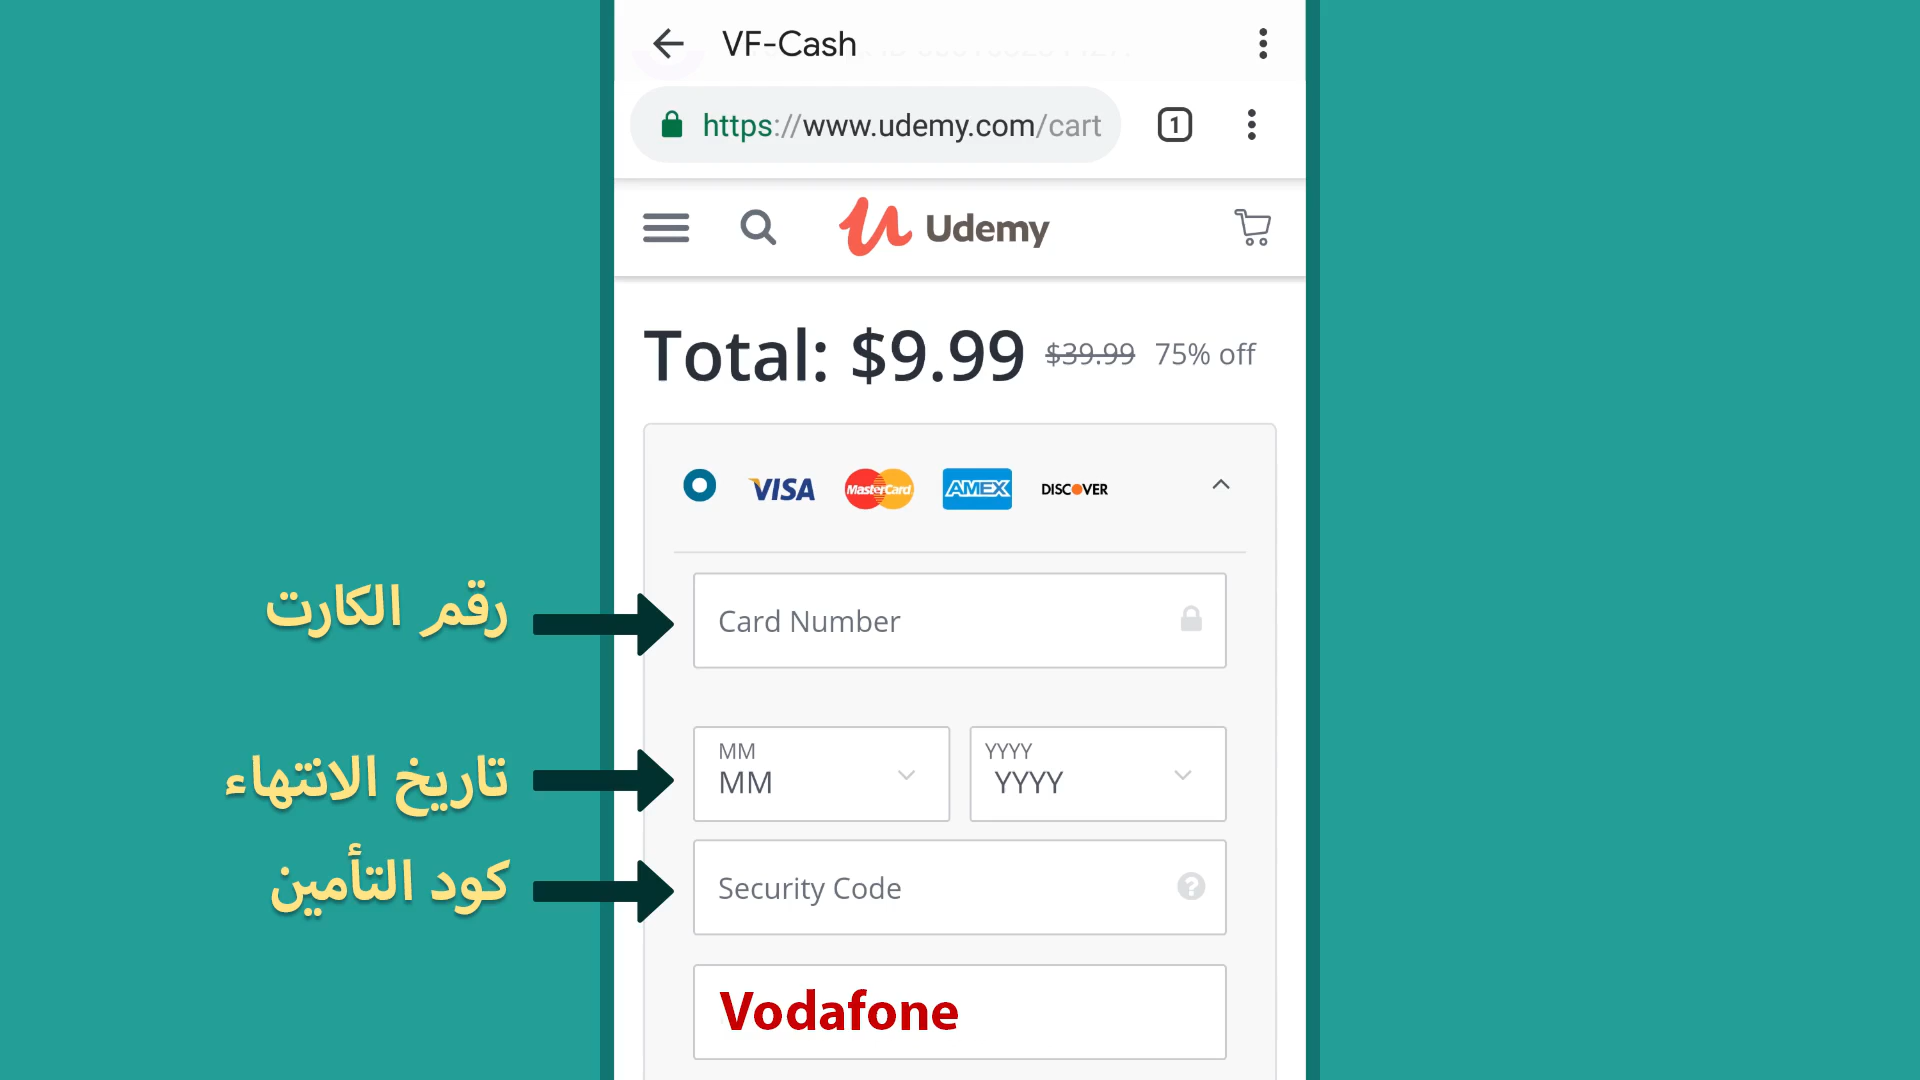 VF-Cash
https://www.udemy.com/cart
1
Udemy
Total: $9.99 $39.99 75% off
VISA MasterCard AMEX DISCOVER
رقم الكارت
Card Number
تاريخ الانتهاء
MM YYYY
MM YYYY
كود التأمين
Security Code
?
Vodafone